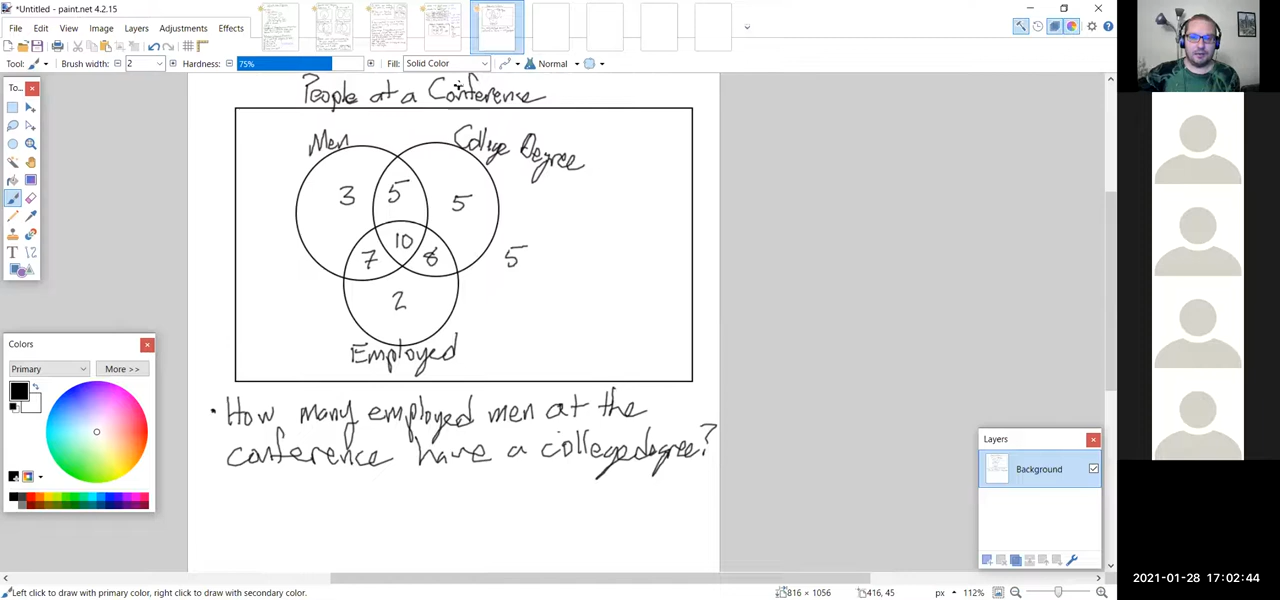 *Untitled - paint.net 4.2.15
File Edit View Image Layers Adjustments Effects
Tool: Brush width: 2 Hardness: 75% Fill: Solid Color Normal
To...
People at a Conference
Men
College Degree
3 5 5
10
7 8 5
2
Employed
• How many employed men at the
conference have a college degree?
Colors
Primary More >>
Layers
Background
2021-01-28 17:02:44
Left click to draw with primary color, right click to draw with secondary color. 816 x 1056 416, 45 px 112%